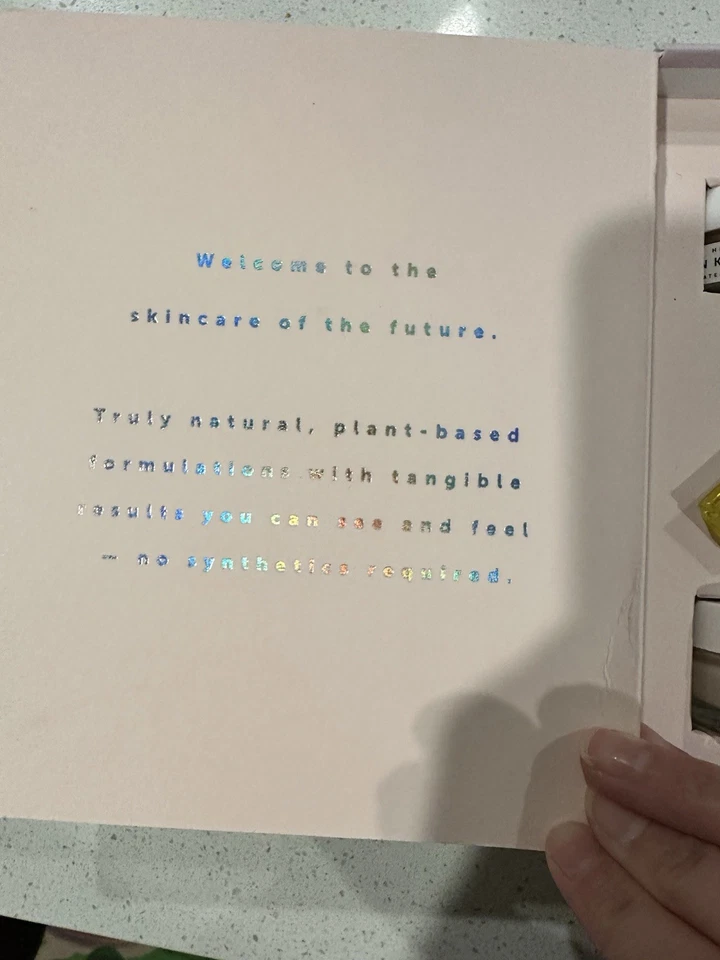 Welcome to the
skincare of the future.
Truly natural, plant-based
formulations with tangible
results you can see and feel
— no synthetics required.